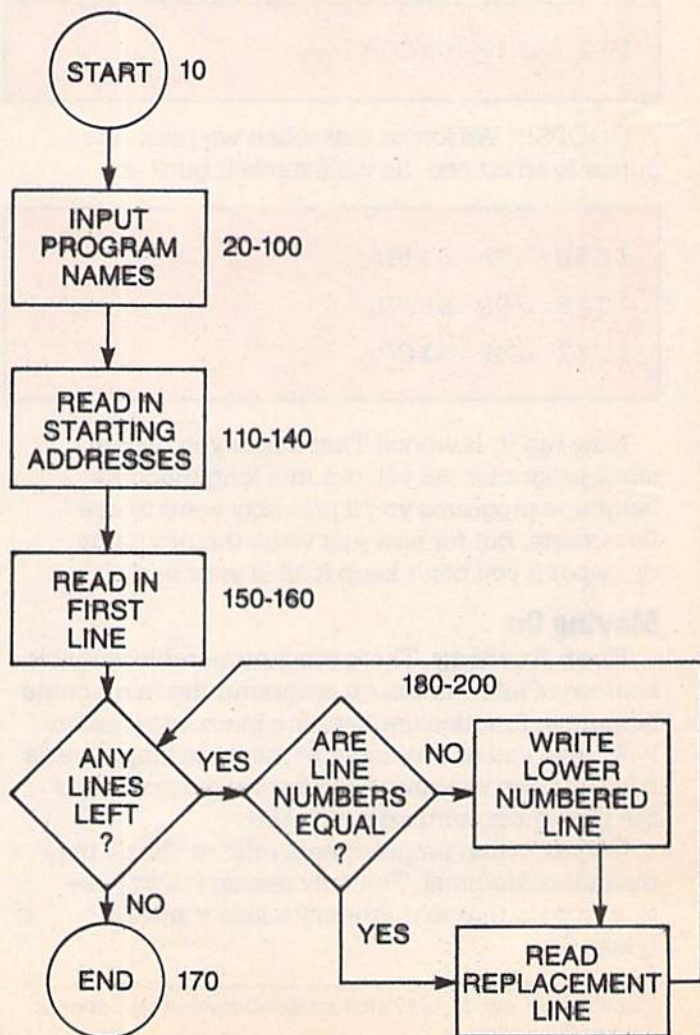 START 10
INPUT
PROGRAM
NAMES
20-100
READ IN
STARTING
ADDRESSES
110-140
READ IN
FIRST
LINE
150-160
180-200
ANY
LINES
LEFT
?
YES
NO
ARE
LINE
NUMBERS
EQUAL
?
NO
YES
WRITE
LOWER
NUMBERED
LINE
READ
REPLACEMENT
LINE
END 170
Moving On